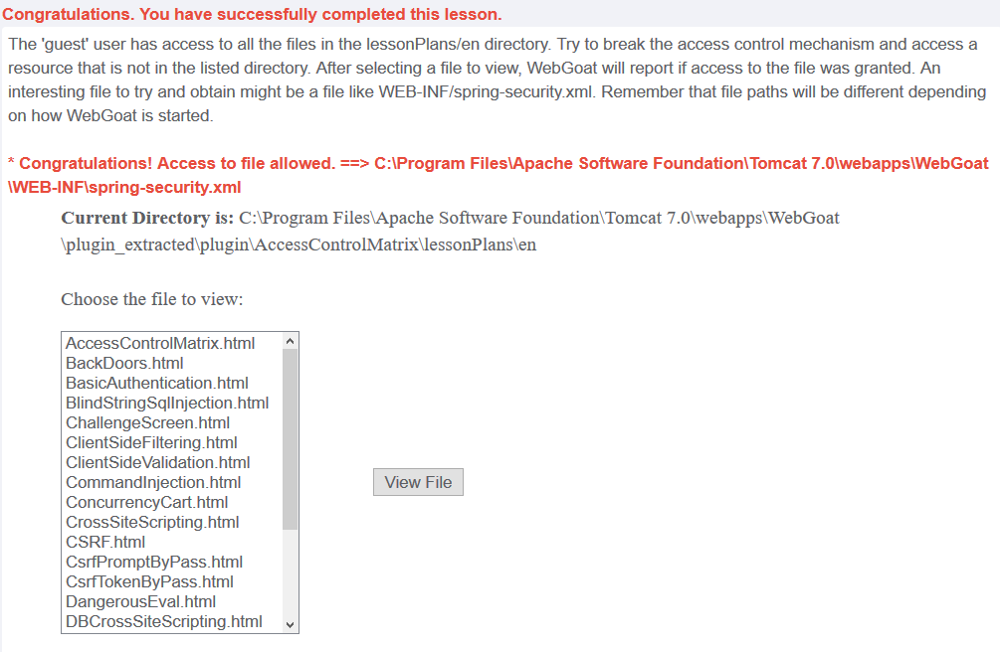 Congratulations. You have successfully completed this lesson.
The 'guest' user has access to all the files in the lessonPlans/en directory. Try to break the access control mechanism and access a
resource that is not in the listed directory. After selecting a file to view, WebGoat will report if access to the file was granted. An
interesting file to try and obtain might be a file like WEB-INF/spring-security.xml. Remember that file paths will be different depending
on how WebGoat is started.
* Congratulations! Access to file allowed. ==> C:\Program Files\Apache Software Foundation\Tomcat 7.0\webapps\WebGoat
\WEB-INF\spring-security.xml
Current Directory is: C:\Program Files\Apache Software Foundation\Tomcat 7.0\webapps\WebGoat
\plugin_extracted\plugin\AccessControlMatrix\lessonPlans\en
Choose the file to view:
AccessControlMatrix.html
BackDoors.html
BasicAuthentication.html
BlindStringSqlInjection.html
ChallengeScreen.html
ClientSideFiltering.html
ClientSideValidation.html
CommandInjection.html
ConcurrencyCart.html
CrossSiteScripting.html
CSRF.html
CsrfPromptByPass.html
CsrfTokenByPass.html
DangerousEval.html
DBCrossSiteScripting.html
View File